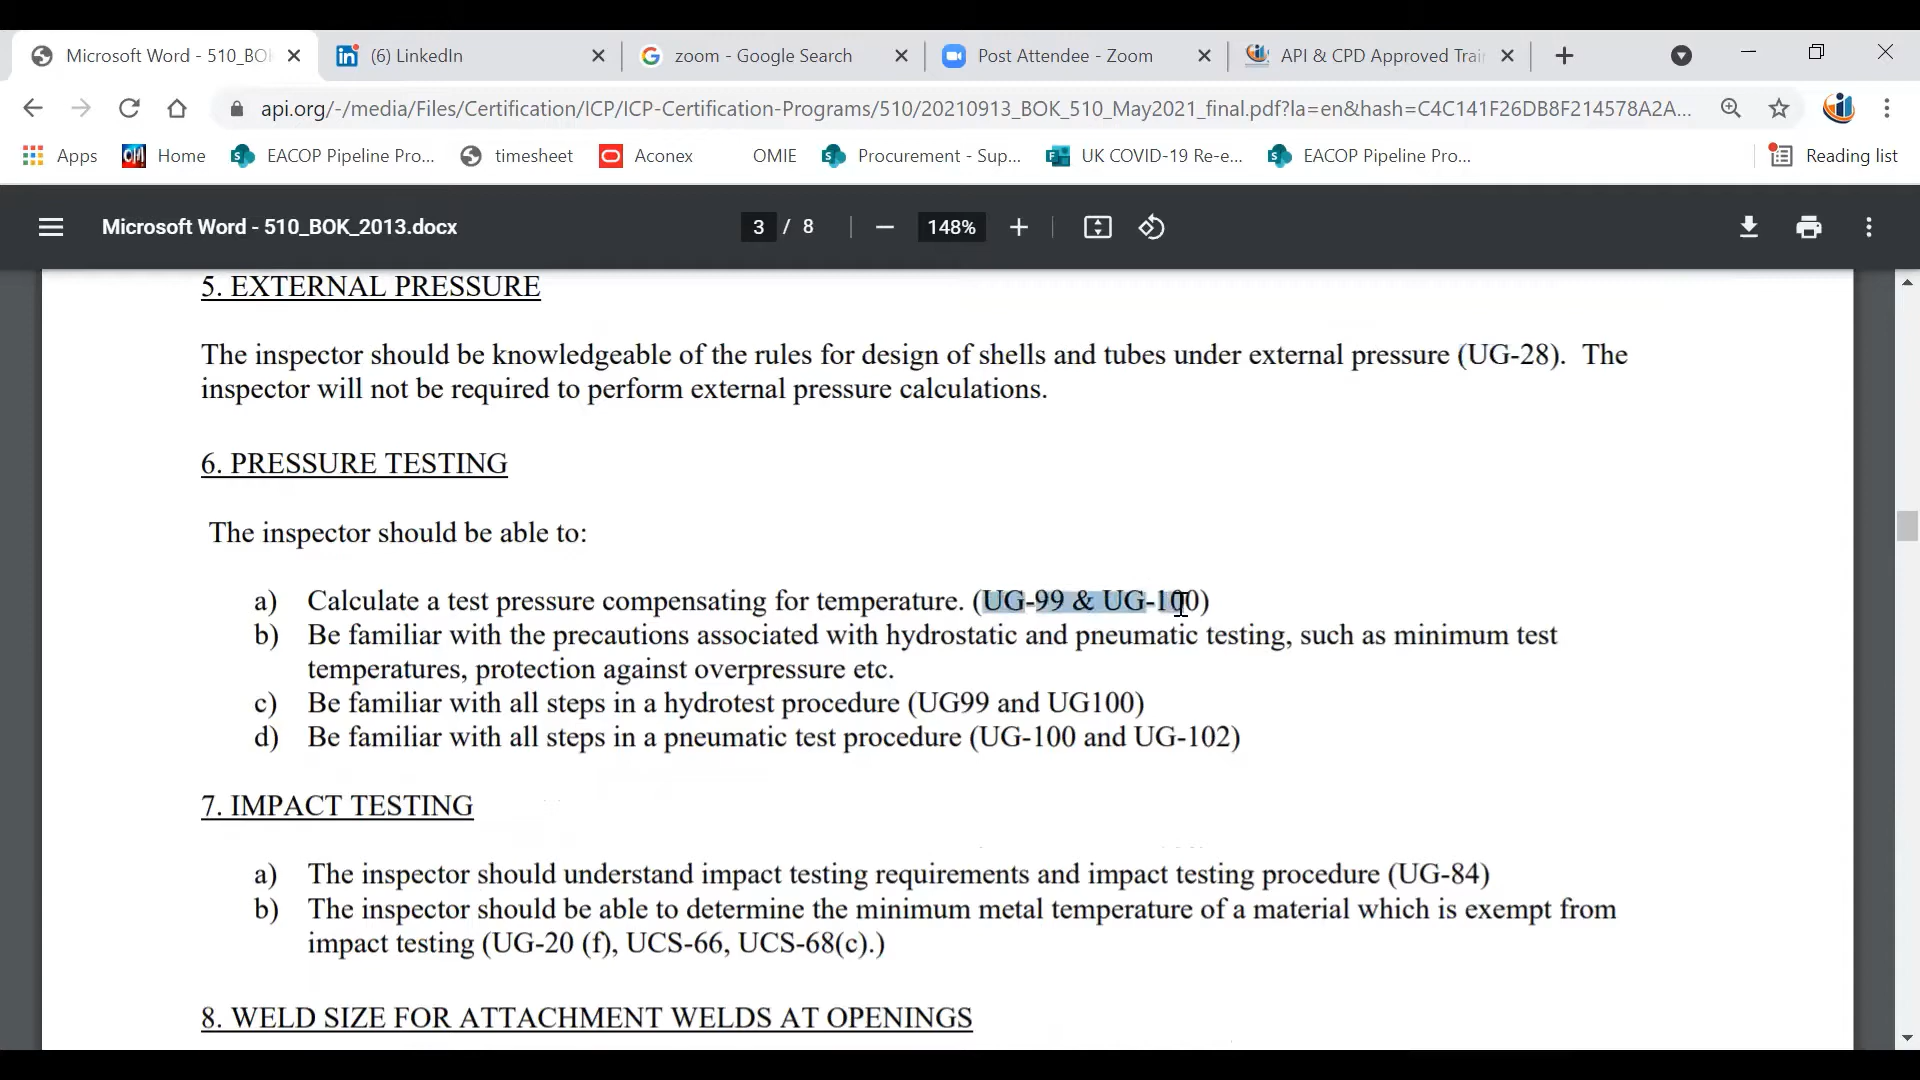 Microsoft Word - 510_BO
(6) LinkedIn
zoom - Google Search
Post Attendee - Zoom
API & CPD Approved Trai
api.org/-/media/Files/Certification/ICP/ICP-Certification-Programs/510/20210913_BOK_510_May2021_final.pdf?la=en&hash=C4C141F26DB8F214578A2A...
Apps
Home
EACOP Pipeline Pro...
timesheet
Aconex
OMIE
Procurement - Sup...
UK COVID-19 Re-e...
EACOP Pipeline Pro...
Reading list
Microsoft Word - 510_BOK_2013.docx
3 / 8
148%
5. EXTERNAL PRESSURE
The inspector should be knowledgeable of the rules for design of shells and tubes under external pressure (UG-28). The
inspector will not be required to perform external pressure calculations.
6. PRESSURE TESTING
The inspector should be able to:
a) Calculate a test pressure compensating for temperature. (UG-99 & UG-100)
b) Be familiar with the precautions associated with hydrostatic and pneumatic testing, such as minimum test
temperatures, protection against overpressure etc.
c) Be familiar with all steps in a hydrotest procedure (UG99 and UG100)
d) Be familiar with all steps in a pneumatic test procedure (UG-100 and UG-102)
7. IMPACT TESTING
a) The inspector should understand impact testing requirements and impact testing procedure (UG-84)
b) The inspector should be able to determine the minimum metal temperature of a material which is exempt from
impact testing (UG-20 (f), UCS-66, UCS-68(c).)
8. WELD SIZE FOR ATTACHMENT WELDS AT OPENINGS